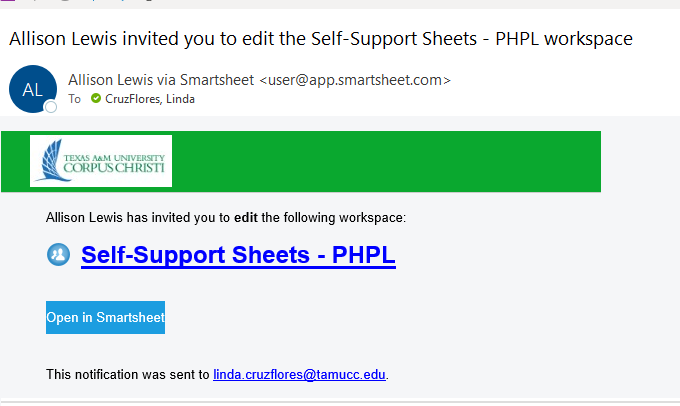 Allison Lewis invited you to edit the Self-Support Sheets - PHPL workspace
AL
Allison Lewis via Smartsheet <user@app.smartsheet.com>
To CruzFlores, Linda
TEXAS A&M UNIVERSITY
CORPUS CHRISTI
Allison Lewis has invited you to edit the following workspace:
Self-Support Sheets - PHPL
Open in Smartsheet
This notification was sent to linda.cruzflores@tamucc.edu.